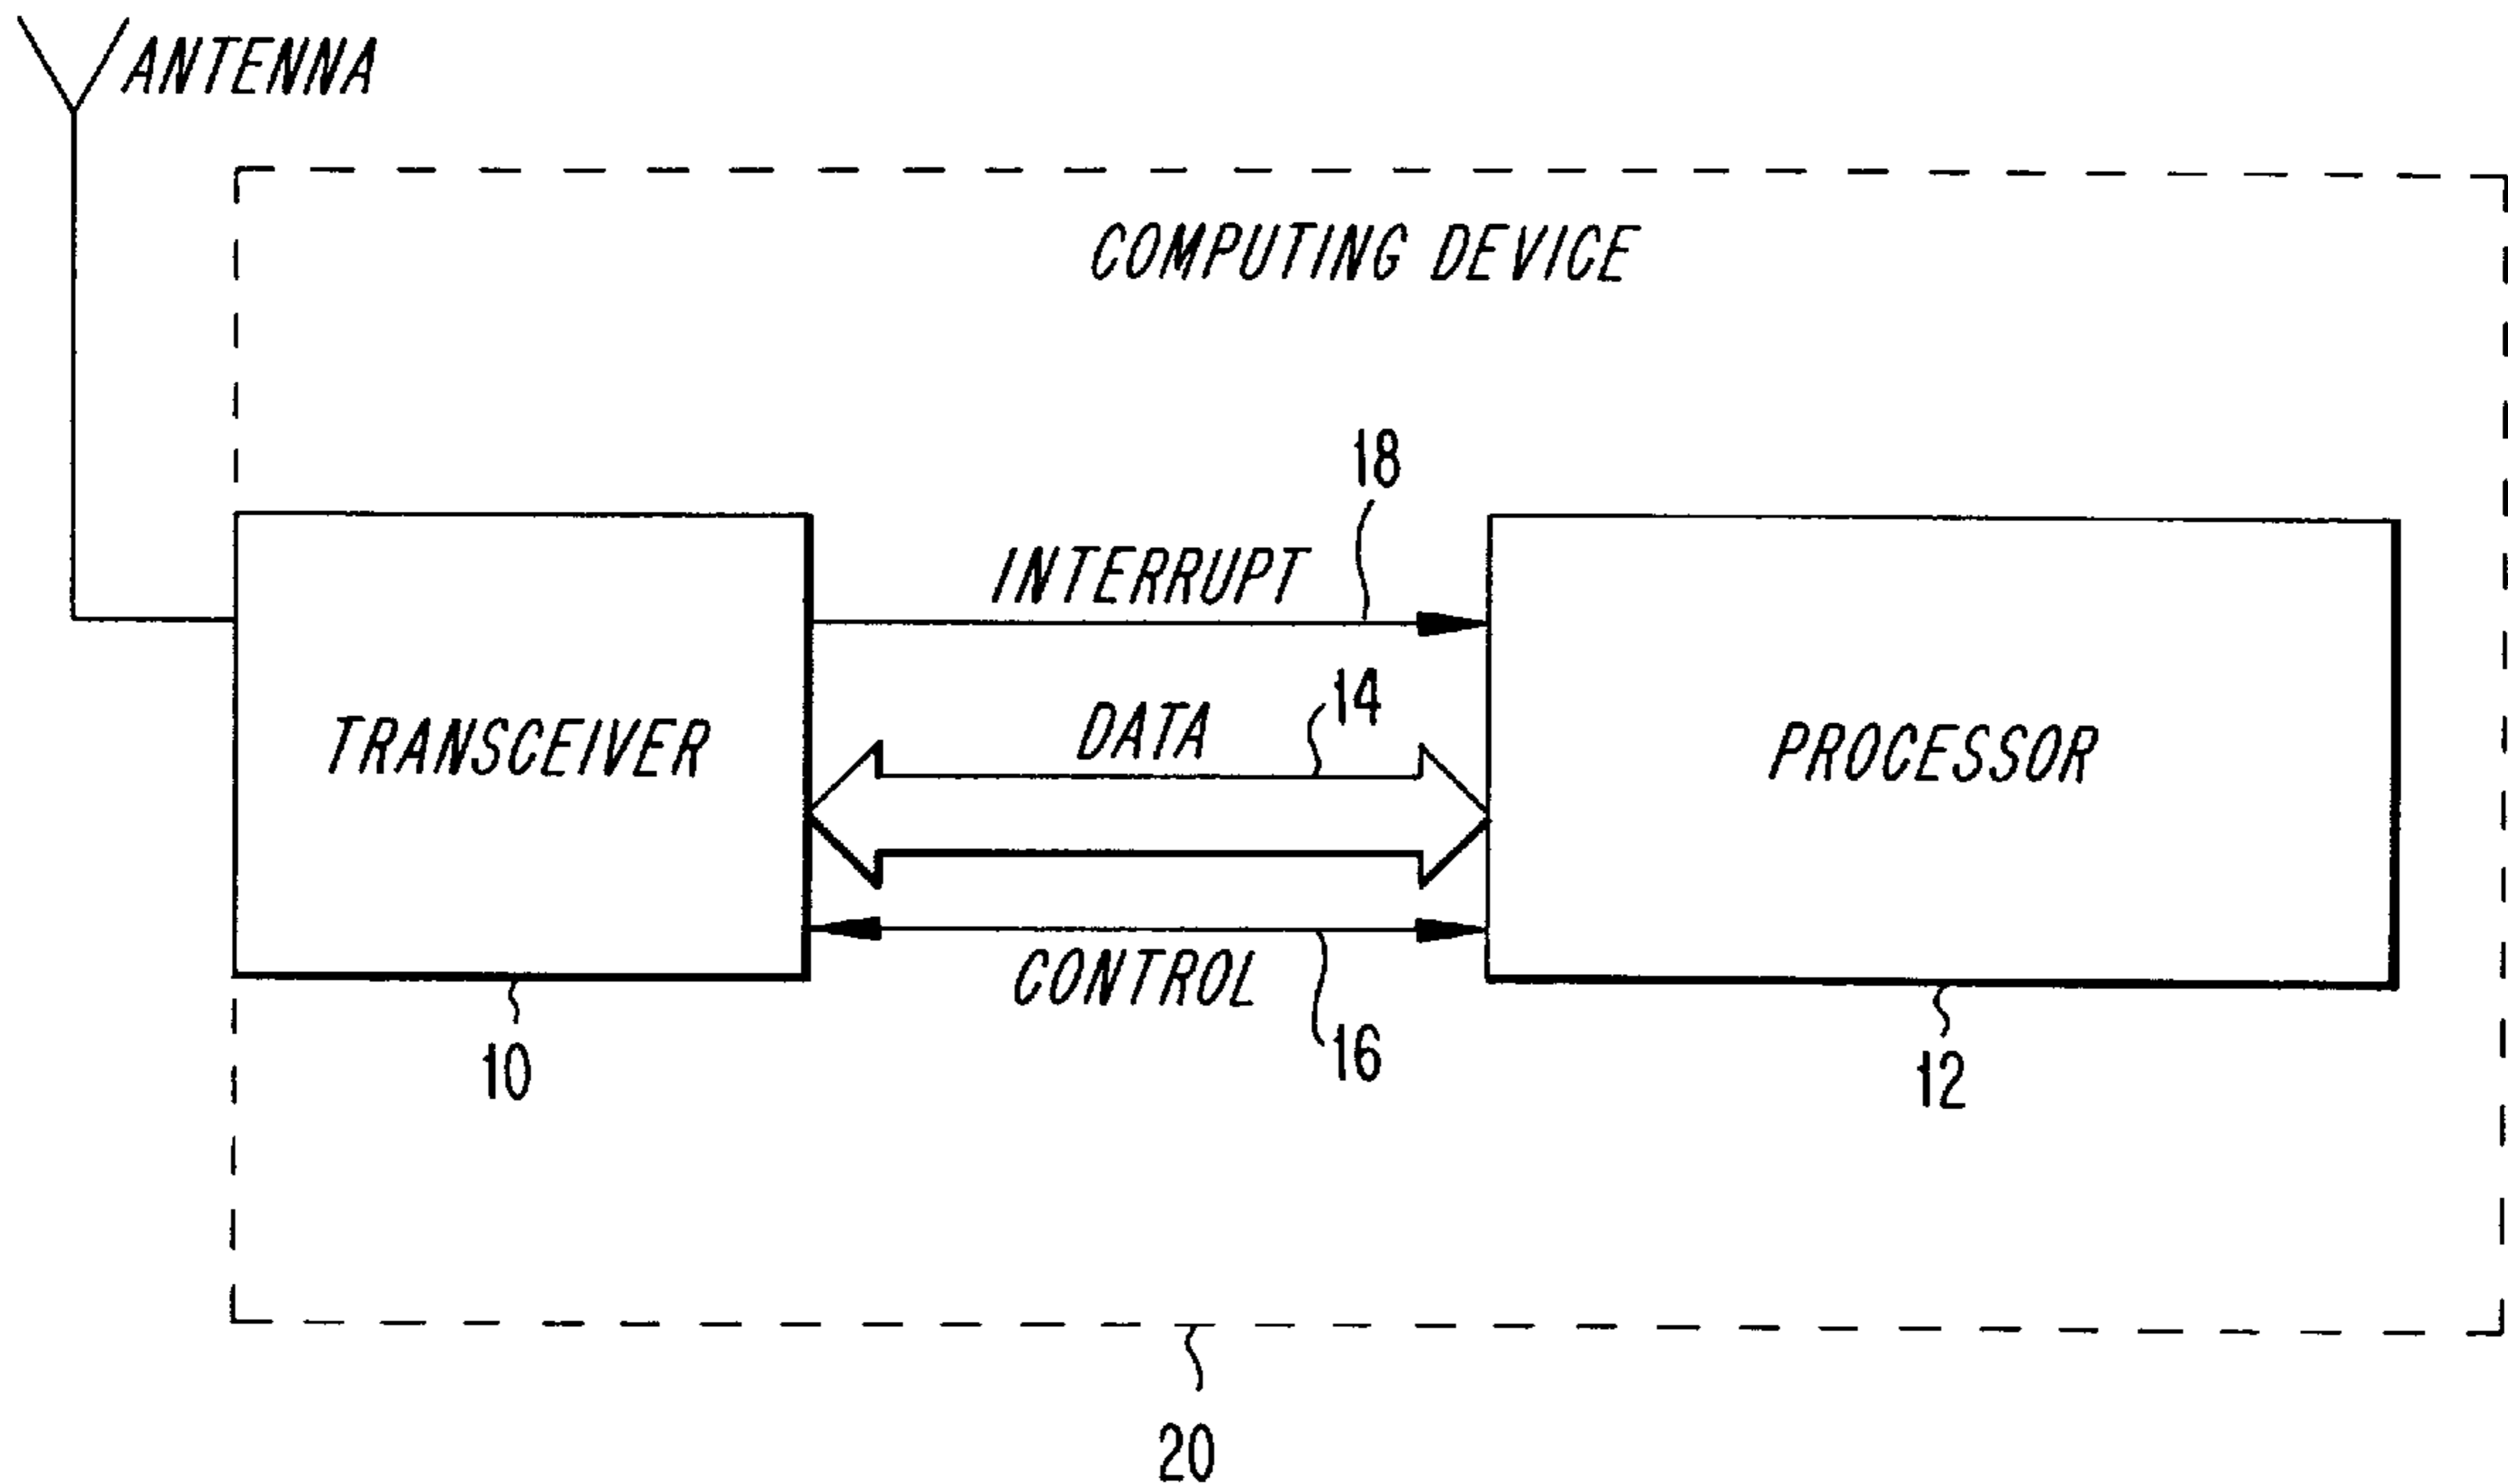 ANTENNA
COMPUTING DEVICE
18
INTERRUPT
14
DATA
TRANSCEIVER
PROCESSOR
CONTROL
16
10
12
20